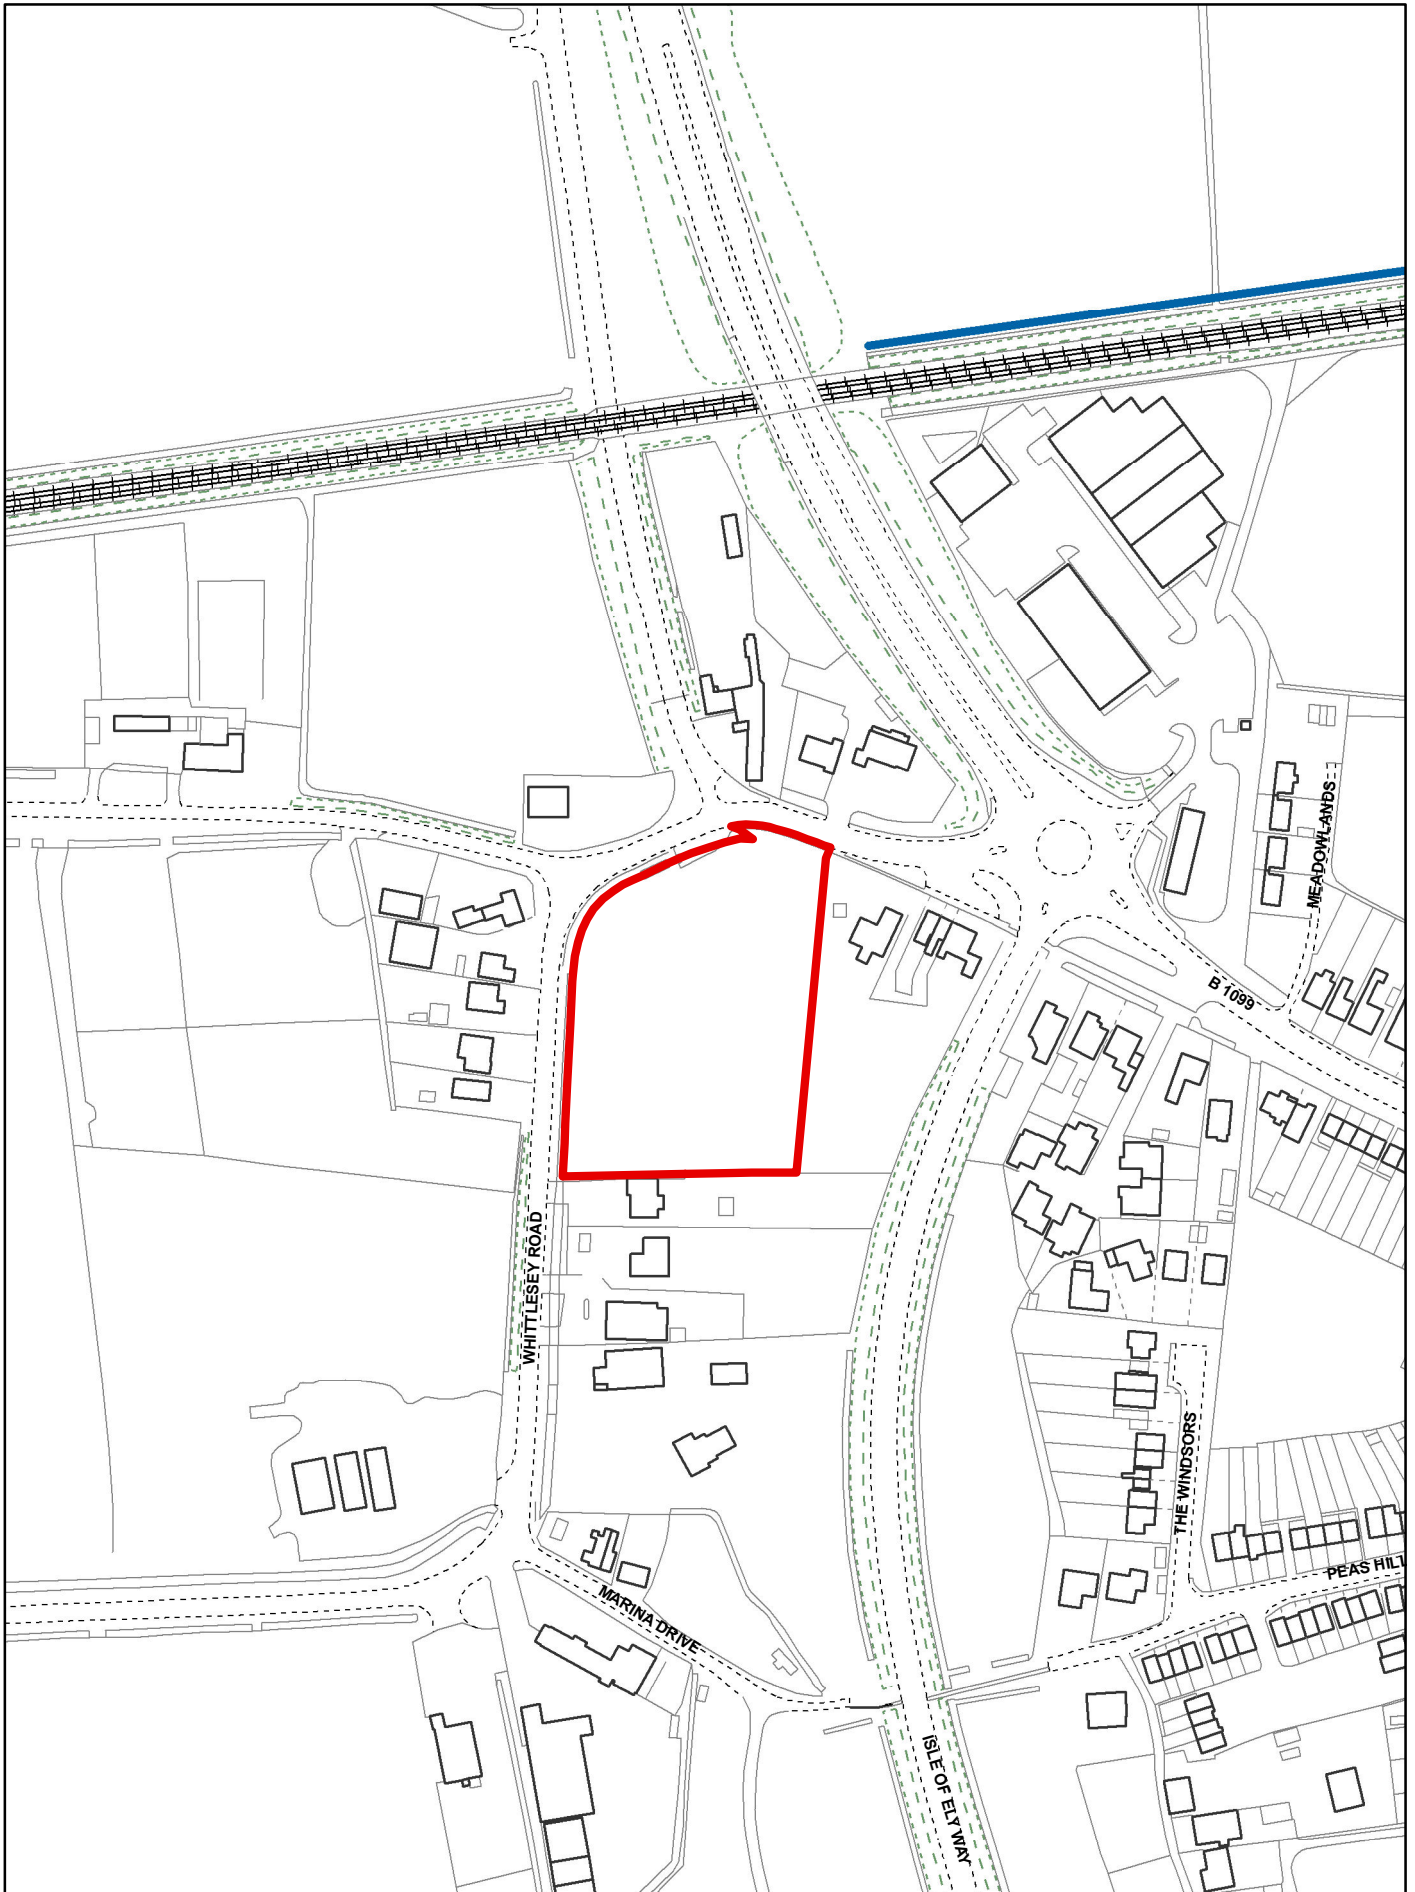 MEADOWLANDS
B 1099
WHITTLESEY ROAD
THE WINDSORS
PEAS HILL
MARINA DRIVE
ISLE OF ELY WAY